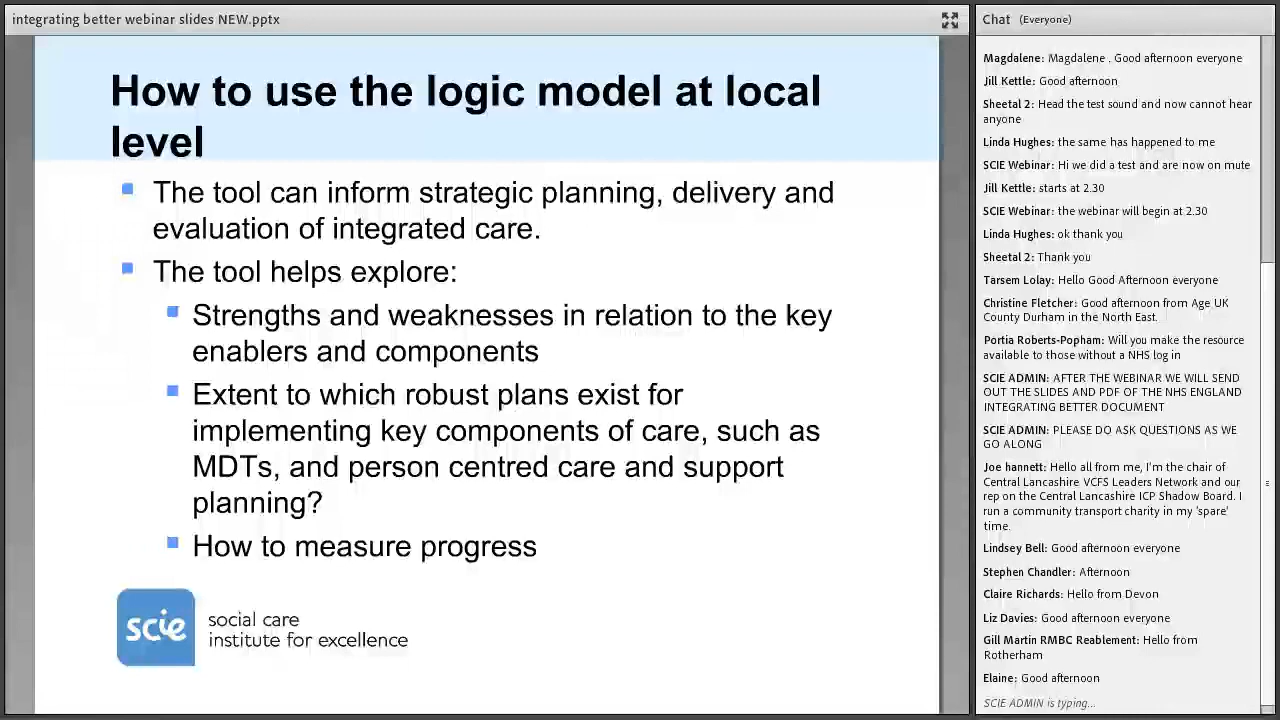 integrating better webinar slides NEW.pptx
How to use the logic model at local
level
The tool can inform strategic planning, delivery and
evaluation of integrated care.
The tool helps explore:
Strengths and weaknesses in relation to the key
enablers and components
Extent to which robust plans exist for
implementing key components of care, such as
MDTs, and person centred care and support
planning?
How to measure progress
scie
social care
institute for excellence
Chat (Everyone)
Magdalene: Magdalene . Good afternoon everyone
Jill Kettle: Good afternoon
Sheetal 2: Head the test sound and now cannot hear
anyone
Linda Hughes: the same has happened to me
SCIE Webinar: Hi we did a test and are now on mute
Jill Kettle: starts at 2.30
SCIE Webinar: the webinar will begin at 2.30
Linda Hughes: ok thank you
Sheetal 2: Thank you
Tarsem Lolay: Hello Good Afternoon everyone
Christine Fletcher: Good afternoon from Age UK
County Durham in the North East.
Portia Roberts-Popham: Will you make the resource
available to those without a NHS log in
SCIE ADMIN: AFTER THE WEBINAR WE WILL SEND
OUT THE SLIDES AND PDF OF THE NHS ENGLAND
INTEGRATING BETTER DOCUMENT
SCIE ADMIN: PLEASE DO ASK QUESTIONS AS WE
GO ALONG
Joe hannett: Hello all from me, I'm the chair of
Central Lancashire VCFS Leaders Network and our
rep on the Central Lancashire ICP Shadow Board. I
run a community transport charity in my 'spare'
time.
Lindsey Bell: Good afternoon everyone
Stephen Chandler: Afternoon
Claire Richards: Hello from Devon
Liz Davies: Good afternoon everyone
Gill Martin RMBC Reablement: Hello from
Rotherham
Elaine: Good afternoon
SCIE ADMIN is typing...